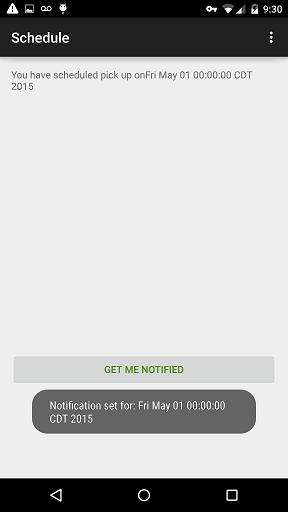 9:30
Schedule
You have scheduled pick up onFri May 01 00:00:00 CDT
2015
GET ME NOTIFIED
Notification set for: Fri May 01 00:00:00
CDT 2015